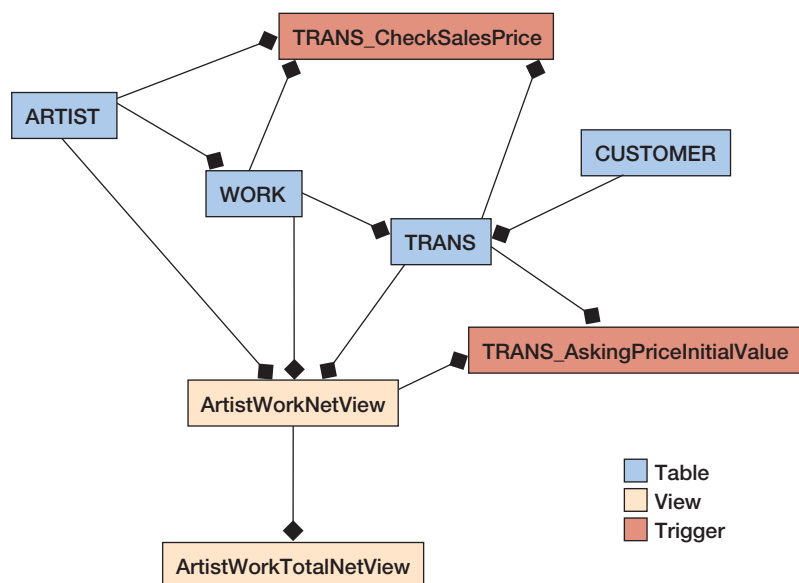 TRANS_CheckSalesPrice
ARTIST
CUSTOMER
WORK
TRANS
TRANS_AskingPriceInitialValue
ArtistWorkNetView
Table
View
Trigger
ArtistWorkTotalNetView